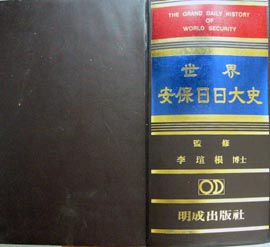 THE GRAND DAILY HISTORY
OF
WORLD SECURITY
世界
安保日日大史
監修
李瑄根 博士
明成出版社